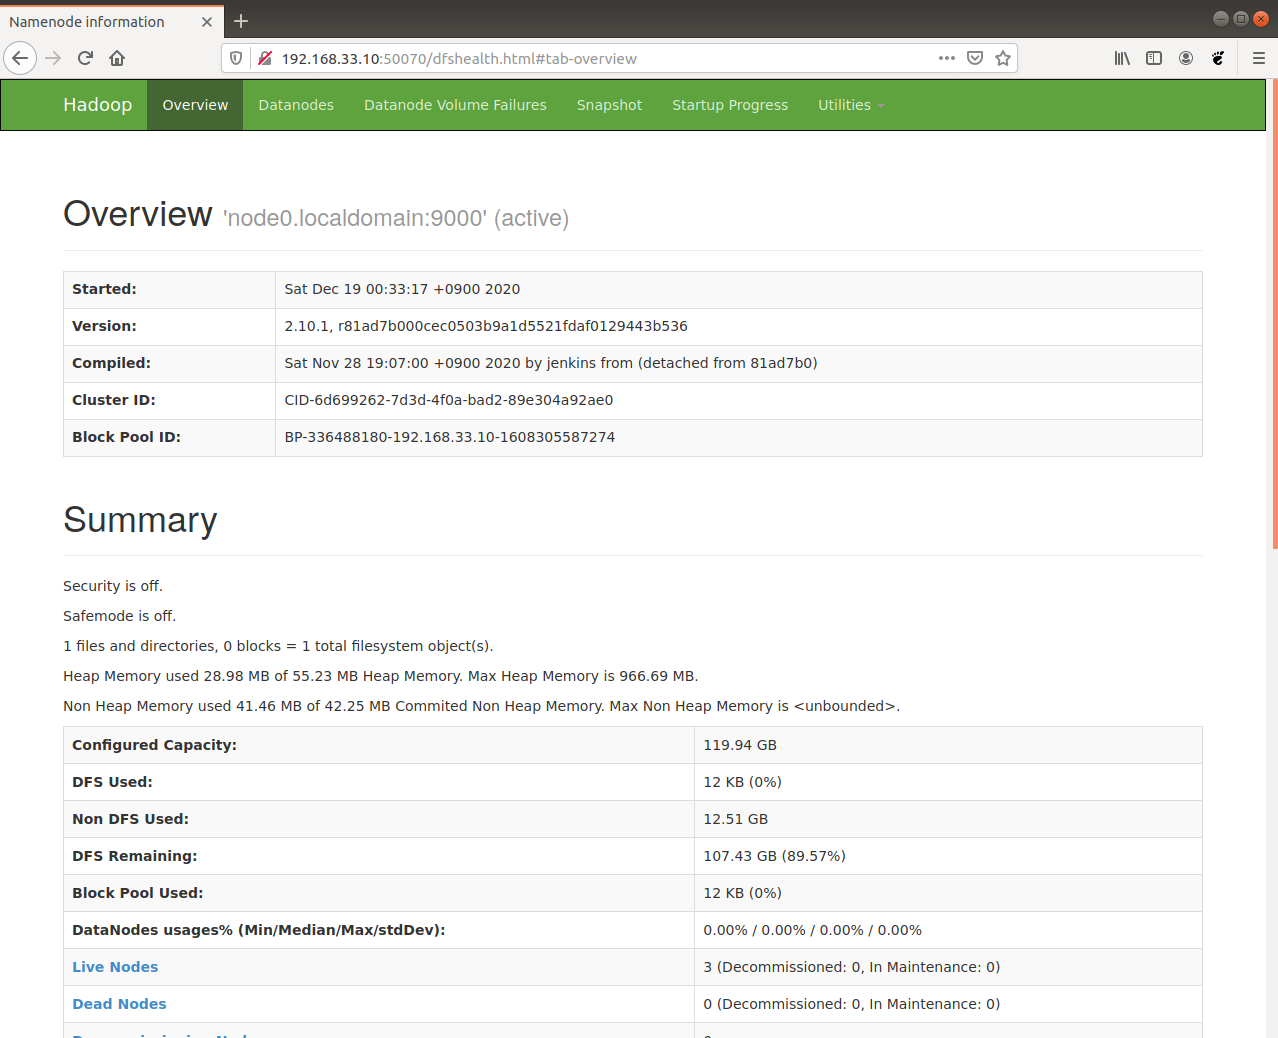 Namenode information
192.168.33.10:50070/dfshealth.html#tab-overview
Hadoop Overview Datanodes Datanode Volume Failures Snapshot Startup Progress Utilities
Overview 'node0.localdomain:9000' (active)
Started: Sat Dec 19 00:33:17 +0900 2020
Version: 2.10.1, r81ad7b000cec0503b9a1d5521fdaf0129443b536
Compiled: Sat Nov 28 19:07:00 +0900 2020 by jenkins from (detached from 81ad7b0)
Cluster ID: CID-6d699262-7d3d-4f0a-bad2-89e304a92ae0
Block Pool ID: BP-336488180-192.168.33.10-1608305587274
Summary
Security is off.
Safemode is off.
1 files and directories, 0 blocks = 1 total filesystem object(s).
Heap Memory used 28.98 MB of 55.23 MB Heap Memory. Max Heap Memory is 966.69 MB.
Non Heap Memory used 41.46 MB of 42.25 MB Commited Non Heap Memory. Max Non Heap Memory is <unbounded>.
Configured Capacity: 119.94 GB
DFS Used: 12 KB (0%)
Non DFS Used: 12.51 GB
DFS Remaining: 107.43 GB (89.57%)
Block Pool Used: 12 KB (0%)
DataNodes usages% (Min/Median/Max/stdDev): 0.00% / 0.00% / 0.00% / 0.00%
Live Nodes 3 (Decommissioned: 0, In Maintenance: 0)
Dead Nodes 0 (Decommissioned: 0, In Maintenance: 0)